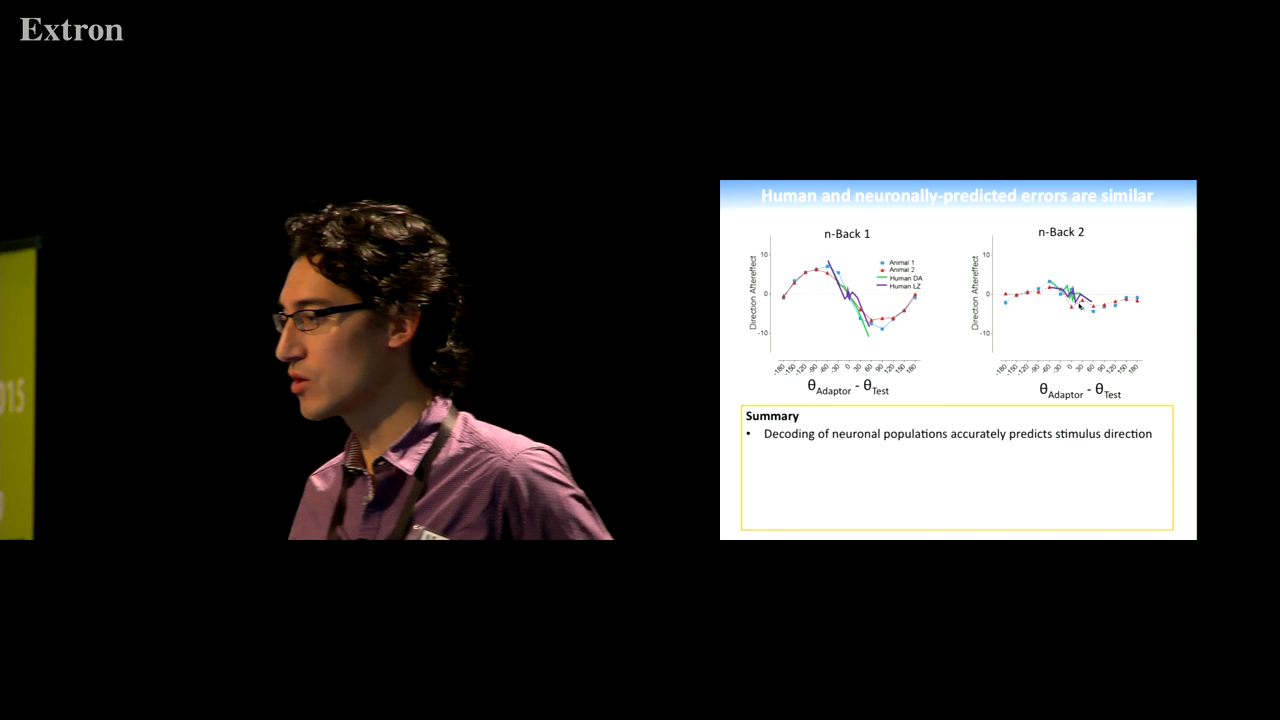 Extron
015
Human and neuronally-predicted errors are similar
n-Back 1
n-Back 2
10
0
-10
Direction Aftereffect
Animal 1
Animal 2
Human DA
Human LZ
-180 -150 -120 -90 -60 -30 0 30 60 90 120 150 180
θAdaptor - θTest
10
0
-10
Direction Aftereffect
-180 -150 -120 -90 -60 -30 0 30 60 90 120 150 180
θAdaptor - θTest
Summary
• Decoding of neuronal populations accurately predicts stimulus direction